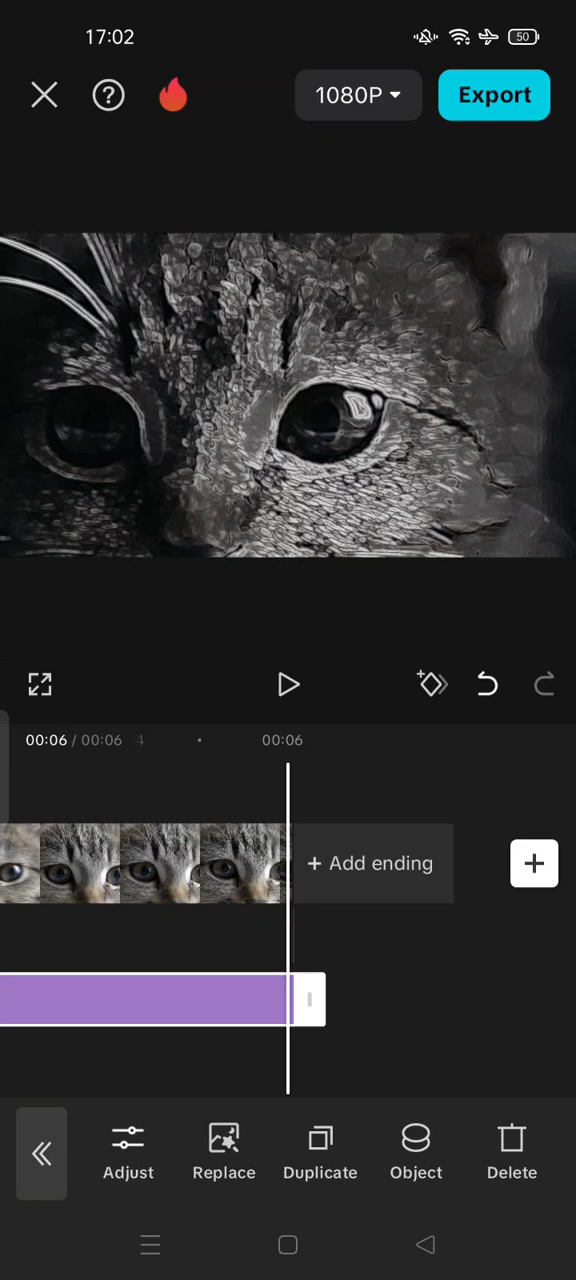 17:02
50
1080P
Export
00:06 / 00:06
00:06
+ Add ending
Adjust
Replace
Duplicate
Object
Delete